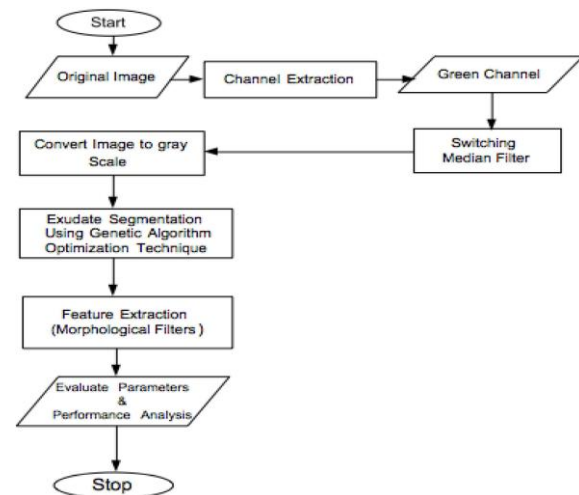 Start
Original Image
Channel Extraction
Green Channel
Switching
Median Filter
Convert Image to gray
Scale
Exudate Segmentation
Using Genetic Algorithm
Optimization Technique
Feature Extraction
(Morphological Filters)
Evaluate Parameters
&
Performance Analysis
Stop